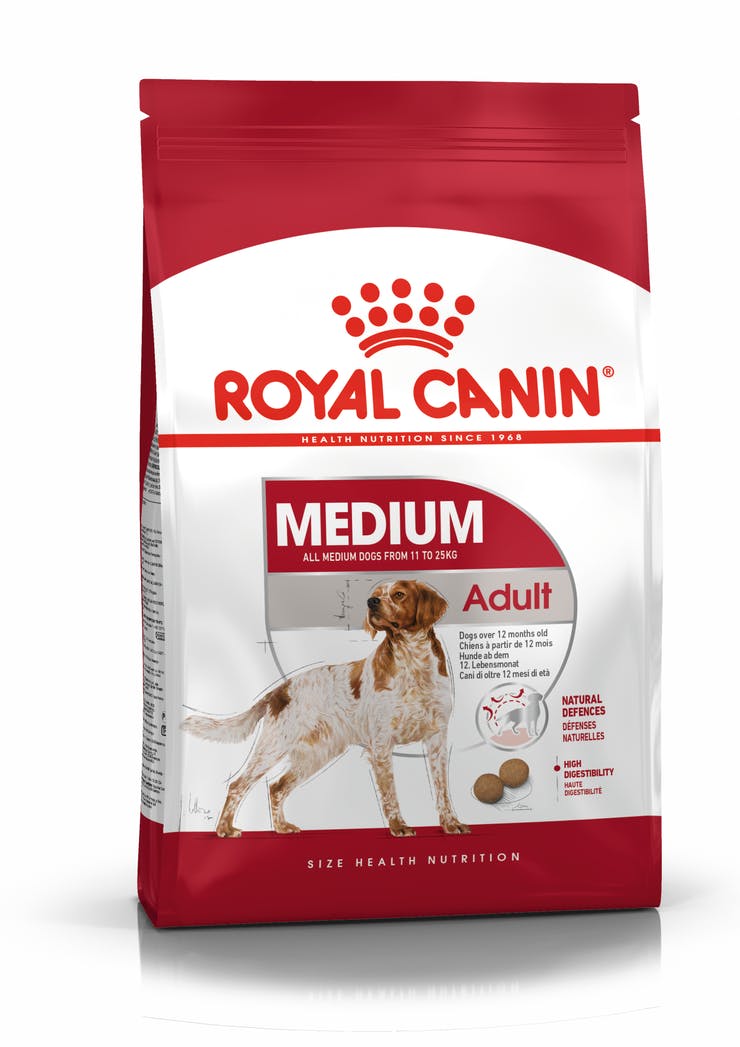 ROYAL CANIN®
HEALTH NUTRITION SINCE 1968
MEDIUM
ALL MEDIUM DOGS FROM 11 TO 25KG
Adult
Dogs over 12 months old
Chiens à partir de 12 mois
Hunde ab dem
12. Lebensmonat
Cani di oltre 12 mesi di età
NATURAL
DEFENCES
DÉFENSES
NATURELLES
HIGH
DIGESTIBILITY
HAUTE
DIGESTIBILITÉ
SIZE HEALTH NUTRITION